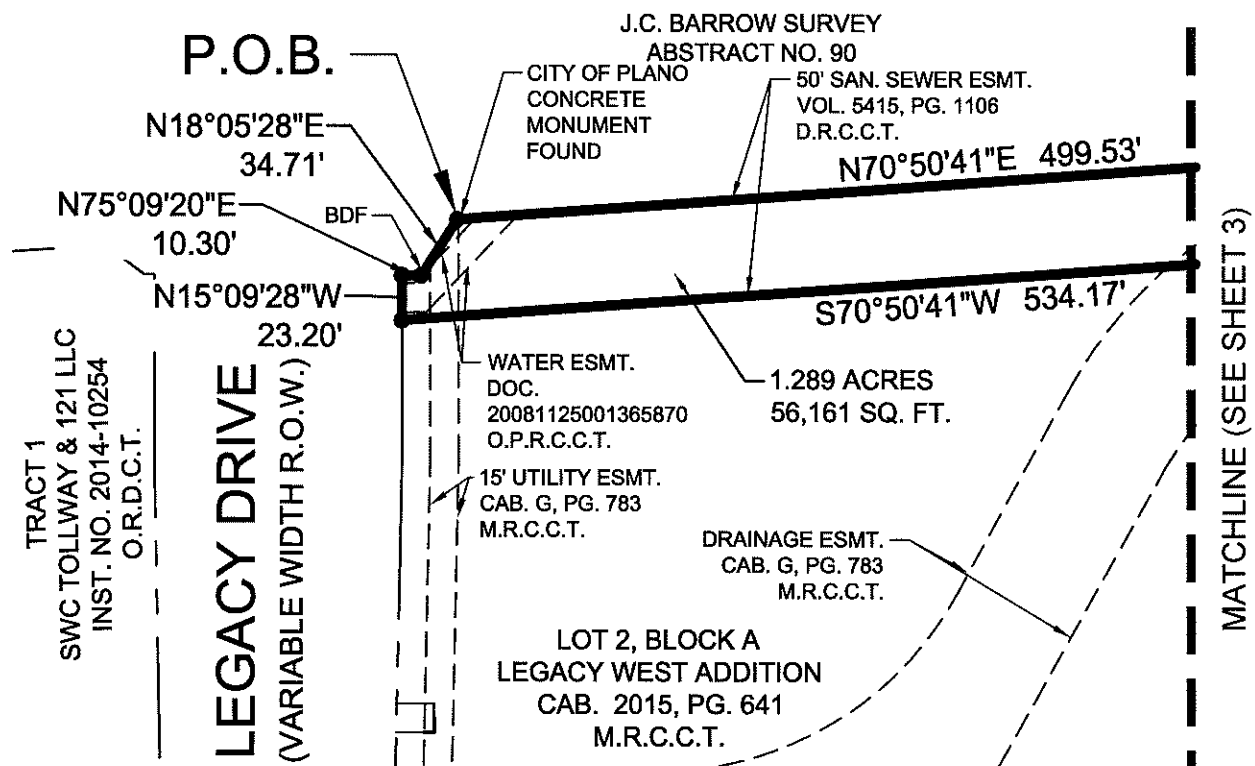 J.C. BARROW SURVEY
ABSTRACT NO. 90
P.O.B.
CITY OF PLANO
CONCRETE
MONUMENT
FOUND
50' SAN. SEWER ESMT.
VOL. 5415, PG. 1106
D.R.C.C.T.
N18°05'28"E
34.71'
N70°50'41"E 499.53'
N75°09'20"E
10.30'
BDF
N15°09'28"W
23.20'
S70°50'41"W 534.17'
MATCHLINE (SEE SHEET 3)
TRACT 1
SWC TOLLWAY & 121 LLC
INST. NO. 2014-10254
O.R.D.C.T.
LEGACY DRIVE
(VARIABLE WIDTH R.O.W.)
WATER ESMT.
DOC.
20081125001365870
O.P.R.C.C.T.
1.289 ACRES
56,161 SQ. FT.
15' UTILITY ESMT.
CAB. G, PG. 783
M.R.C.C.T.
DRAINAGE ESMT.
CAB. G, PG. 783
M.R.C.C.T.
LOT 2, BLOCK A
LEGACY WEST ADDITION
CAB. 2015, PG. 641
M.R.C.C.T.